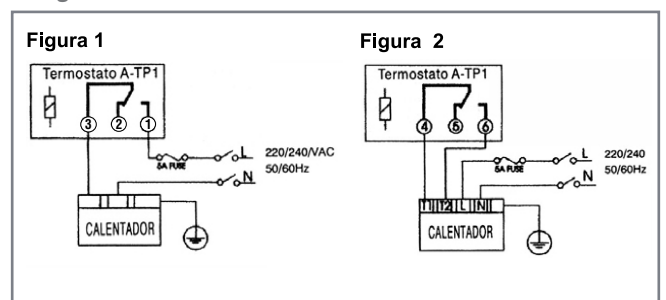 Figura 1
Termostato A-TP1
3 2 1
L
5A FUSE
220/240/VAC
50/60Hz
N
CALENTADOR
Figura 2
Termostato A-TP1
4 5 6
L
5A FUSE
220/240
50/60Hz
N
T1 T2 L N
CALENTADOR